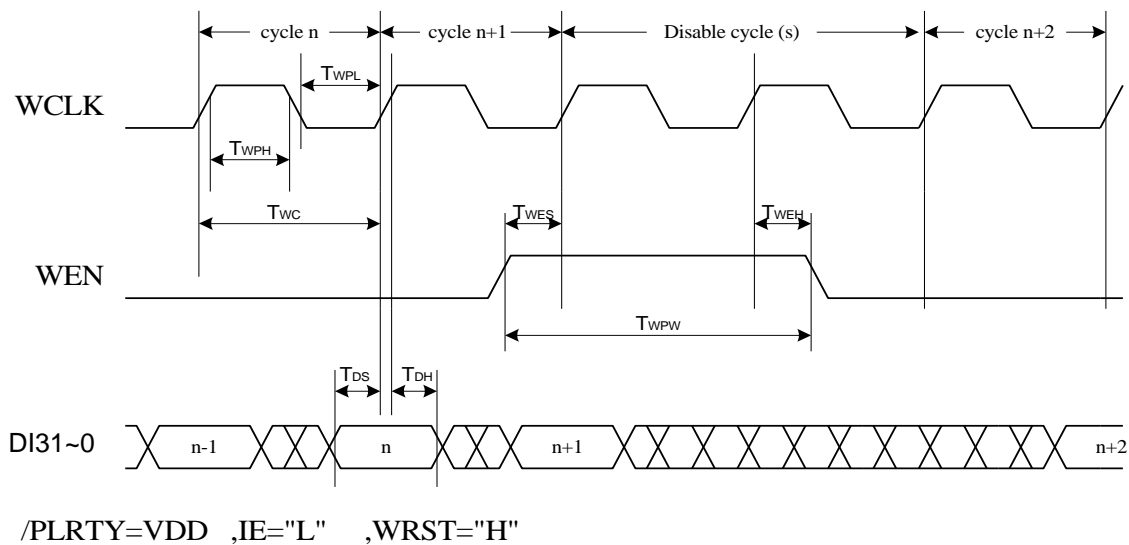 cycle n cycle n+1 Disable cycle (s) cycle n+2
TWPL
WCLK
TWPH
TWC TWES TWEH
WEN
TWPW
TDS TDH
DI31~0 n-1 n n+1 n+2
/PLRTY=VDD ,IE="L" ,WRST="H"